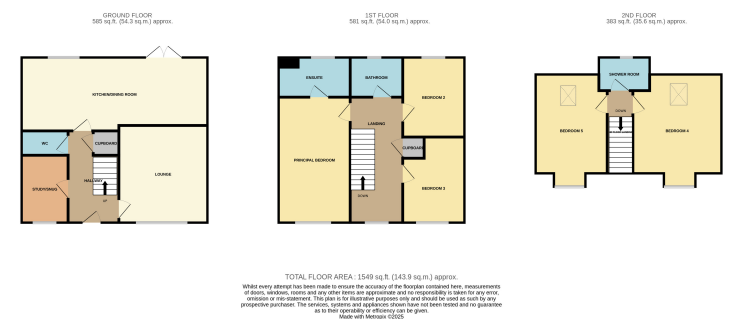 GROUND FLOOR
585 sq.ft. (54.3 sq.m.) approx.
KITCHEN/DINING ROOM
WC
CUPBOARD
HALLWAY
STUDY/SNUG
LOUNGE
UP
1ST FLOOR
581 sq.ft. (54.0 sq.m.) approx.
ENSUITE
BATHROOM
BEDROOM 2
LANDING
CUPBOARD
PRINCIPAL BEDROOM
BEDROOM 3
DOWN
2ND FLOOR
383 sq.ft. (35.6 sq.m.) approx.
SHOWER ROOM
DOWN
BEDROOM 5
BEDROOM 4
TOTAL FLOOR AREA : 1549 sq.ft. (143.9 sq.m.) approx.
Whilst every attempt has been made to ensure the accuracy of the floorplan contained here, measurements
of doors, windows, rooms and any other items are approximate and no responsibility is taken for any error,
omission or mis-statement. This plan is for illustrative purposes only and should be used as such by any
prospective purchaser. The services, systems and appliances shown have not been tested and no guarantee
as to their operability or efficiency can be given.
Made with Metropix ©2025